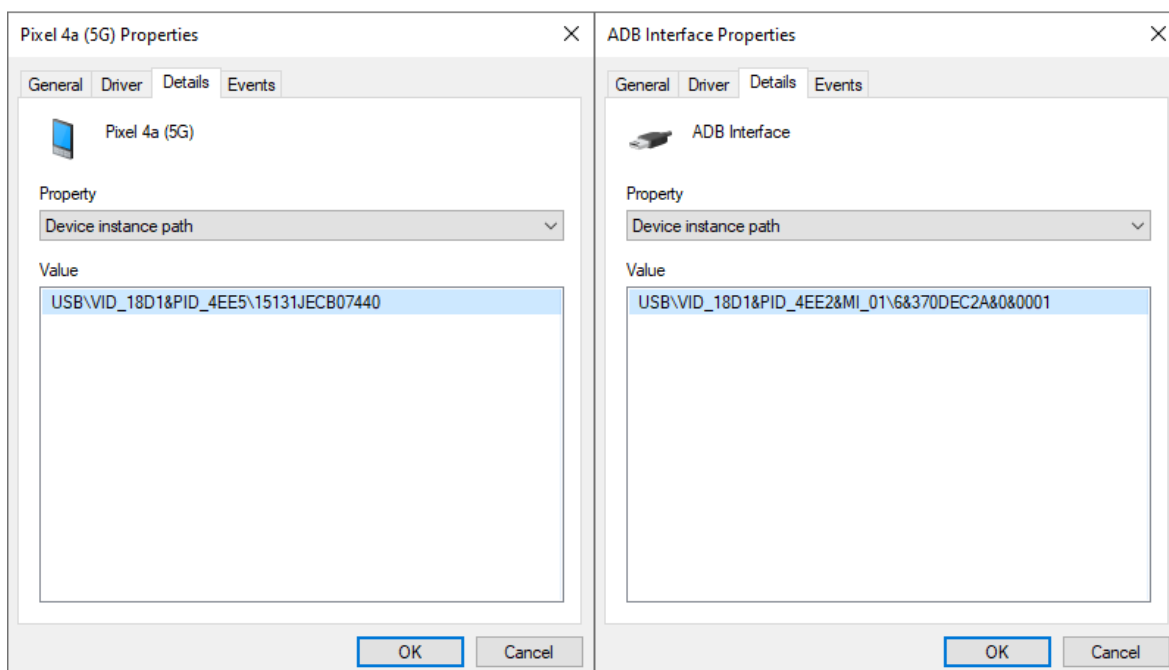 Pixel 4a (5G) Properties
General Driver Details Events
Pixel 4a (5G)
Property
Device instance path
Value
USB\VID_18D1&PID_4EE5\15131JECB07440
OK Cancel
ADB Interface Properties
General Driver Details Events
ADB Interface
Property
Device instance path
Value
USB\VID_18D1&PID_4EE2&MI_01\6&370DEC2A&0&0001
OK Cancel